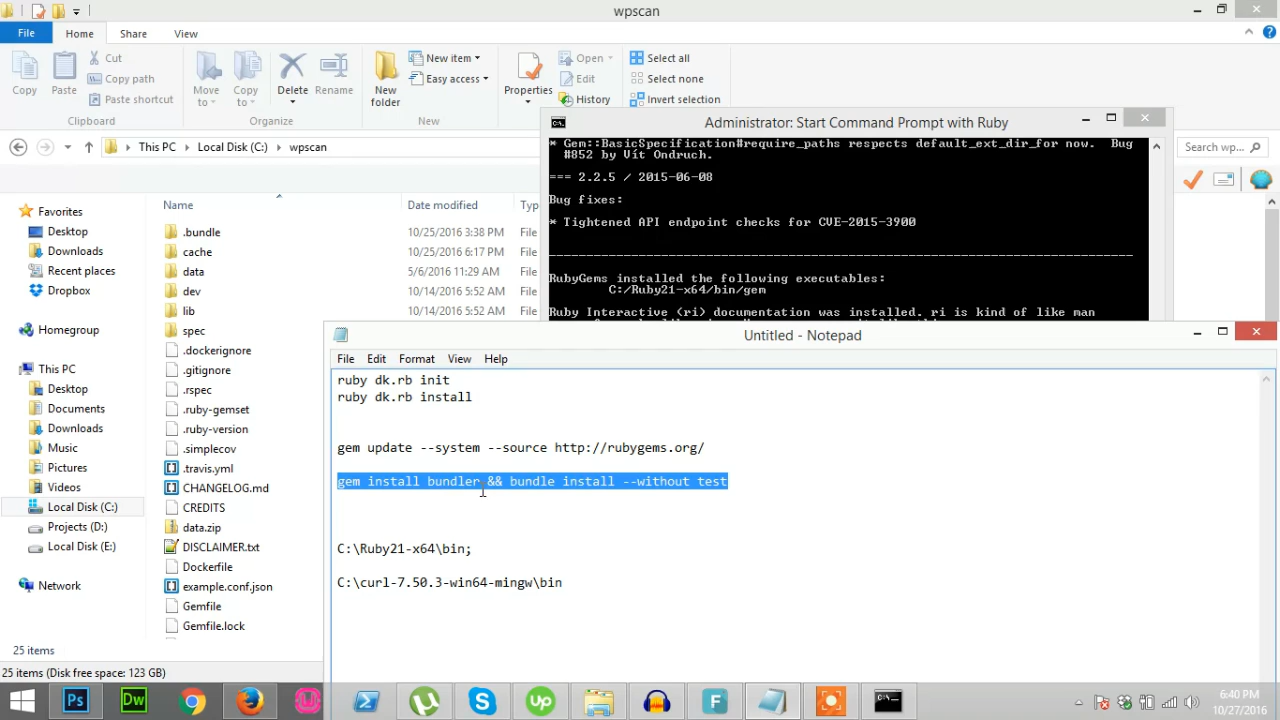 wpscan
File
Home
Share
View
Copy
Paste
Cut
Copy path
Paste shortcut
Clipboard
Move to
Copy to
Delete
Rename
Organize
New folder
New item
Easy access
New
Properties
Open
Edit
History
Select all
Select none
Invert selection
This PC
Local Disk (C:)
wpscan
Search wp...
Favorites
Desktop
Downloads
Recent places
Dropbox
Homegroup
This PC
Desktop
Documents
Downloads
Music
Pictures
Videos
Local Disk (C:)
Projects (D:)
Local Disk (E:)
Network
Name
Date modified
Typ
.bundle
10/25/2016 3:38 PM
File
cache
10/25/2016 6:17 PM
File
data
5/6/2016 11:29 AM
File
dev
10/14/2016 5:52 AM
File
lib
10/14/2016 5:52 AM
File
spec
.dockerignore
.gitignore
.rspec
.ruby-gemset
.ruby-version
.simplecov
.travis.yml
CHANGELOG.md
CREDITS
data.zip
DISCLAIMER.txt
Dockerfile
example.conf.json
Gemfile
Gemfile.lock
25 items
25 items (Disk free space: 123 GB)
Administrator: Start Command Prompt with Ruby
* Gem::BasicSpecification#require_paths respects default_ext_dir_for now. Bug
#852 by Vít Ondruch.
=== 2.2.5 / 2015-06-08
Bug fixes:
* Tightened API endpoint checks for CVE-2015-3900
------------------------------------------------------------------------------
RubyGems installed the following executables:
C:/Ruby21-x64/bin/gem
Ruby Interactive (ri) documentation was installed. ri is kind of like man
Untitled - Notepad
File Edit Format View Help
ruby dk.rb init
ruby dk.rb install
gem update --system --source http://rubygems.org/
gem install bundler && bundle install --without test
C:\Ruby21-x64\bin;
C:\curl-7.50.3-win64-mingw\bin
Ps
Dw
up
F
6:40 PM
10/27/2016